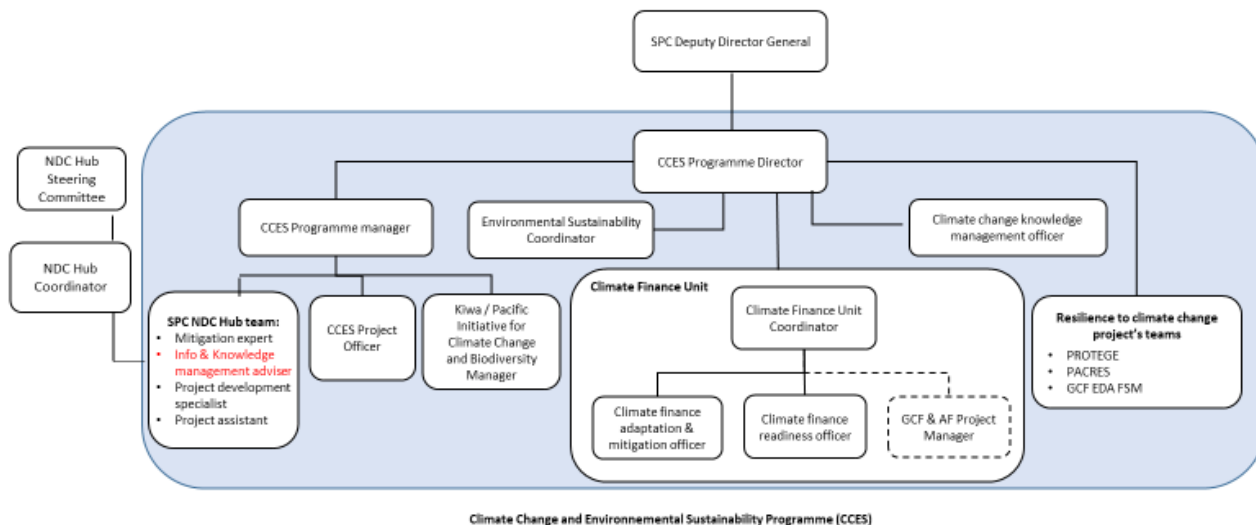 SPC Deputy Director General
CCES Programme Director
NDC Hub
Steering
Committee
CCES Programme manager
Environmental Sustainability
Coordinator
Climate change knowledge
management officer
NDC Hub
Coordinator
SPC NDC Hub team:
• Mitigation expert
• Info & Knowledge
management adviser
• Project development
specialist
• Project assistant
CCES Project
Officer
Kiwa / Pacific
Initiative for
Climate Change
and Biodiversity
Manager
Climate Finance Unit
Climate Finance Unit
Coordinator
Climate finance
adaptation &
mitigation officer
Climate finance
readiness officer
GCF & AF Project
Manager
Resilience to climate change
project's teams
• PROTEGE
• PACRES
• GCF EDA FSM
Climate Change and Environnemental Sustainability Programme (CCES)